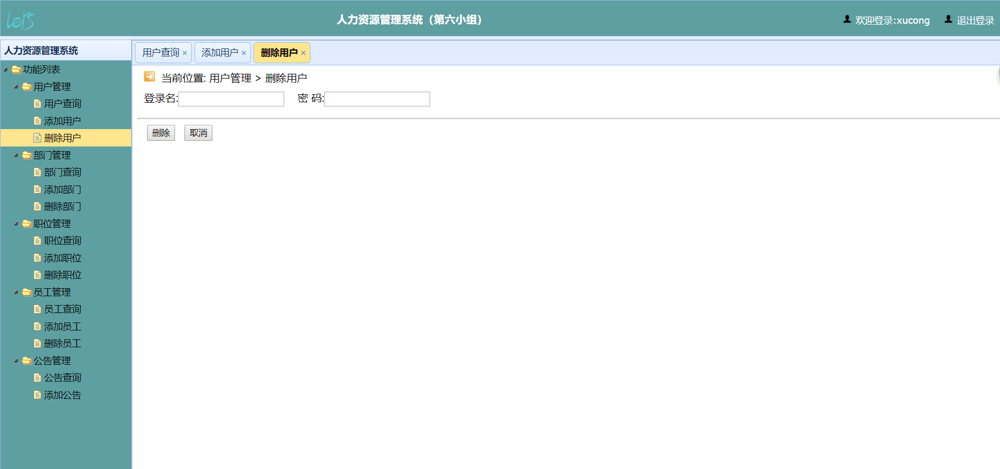 lers
人力资源管理系统（第六小组）
欢迎登录:xucong
退出登录
人力资源管理系统
功能列表
用户管理
用户查询
添加用户
删除用户
部门管理
部门查询
添加部门
删除部门
职位管理
职位查询
添加职位
删除职位
员工管理
员工查询
添加员工
删除员工
公告管理
公告查询
添加公告
用户查询 × 添加用户 × 删除用户 ×
当前位置: 用户管理 > 删除用户
登录名: 密 码:
删除 取消